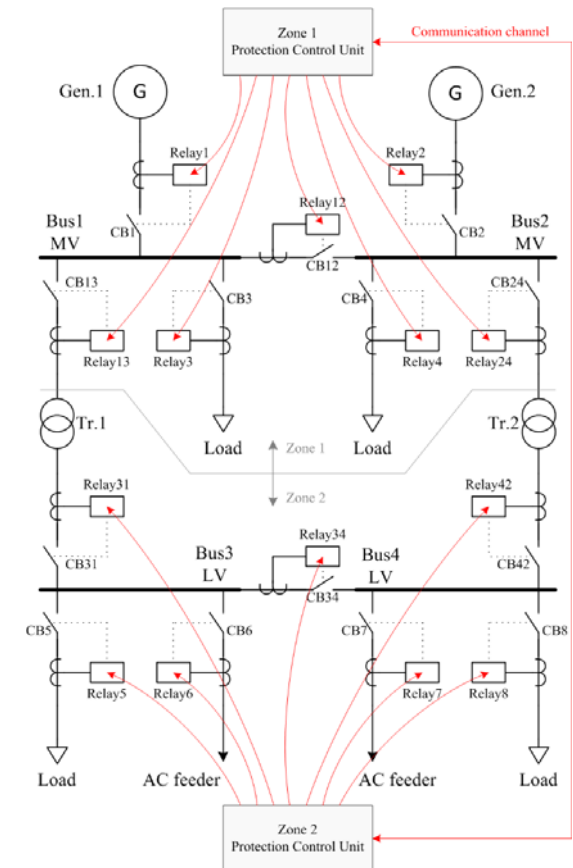 Zone 1
Protection Control Unit
Communication channel
Gen.1
G
G
Gen.2
Relay1
Relay2
Relay12
Bus1
MV
CB1
CB12
CB2
Bus2
MV
CB13
CB3
CB4
CB24
Relay13
Relay3
Relay4
Relay24
Tr.1
Load
Load
Tr.2
Zone 1
Zone 2
Relay31
Relay42
Relay34
CB31
Bus3
LV
CB34
Bus4
LV
CB42
CB5
CB6
CB7
CB8
Relay5
Relay6
Relay7
Relay8
Load
AC feeder
AC feeder
Load
Zone 2
Protection Control Unit